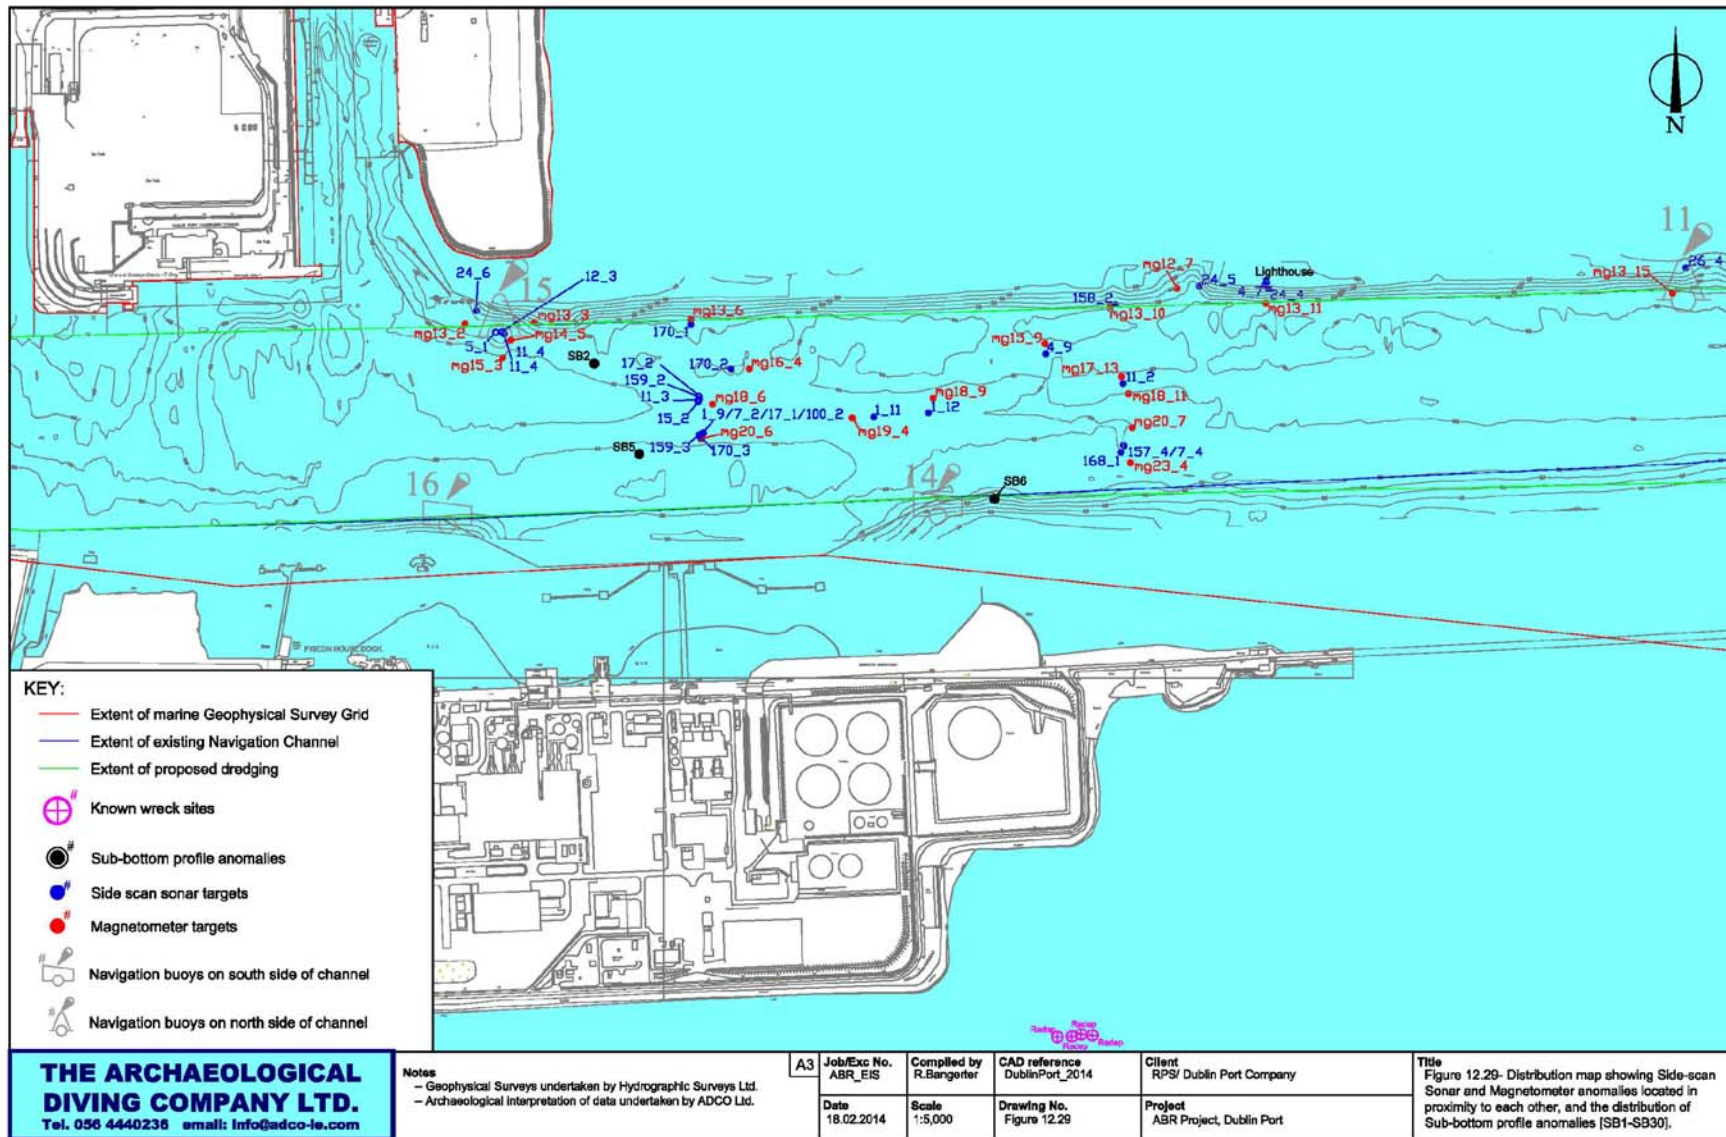 15
11
24_6
12_3
mg13_2
mg13_3
mg14_5
5_1
11_4
11_4
mg15_3
SB2
mg13_6
170_1
17_2
170_2
mg16_4
159_2
11_3
mg18_6
15_2
1_9/7_2/17_1/100_2
mg20_6
159_3
170_3
SB5
mg19_4
1_11
mg18_9
1_12
mg15_9
4_9
mg17_13
11_2
mg18_11
mg20_7
157_4/7_4
168_1
mg23_4
158_2
mg13_10
mg12_7
24_5
Lighthouse
4_7
24_4
mg13_11
mg13_15
26_4
N
16
14
SB6
PIGEON HOUSE DOCK
KEY:
Extent of marine Geophysical Survey Grid
Extent of existing Navigation Channel
Extent of proposed dredging
# Known wreck sites
# Sub-bottom profile anomalies
# Side scan sonar targets
# Magnetometer targets
# Navigation buoys on south side of channel
# Navigation buoys on north side of channel
THE ARCHAEOLOGICAL
DIVING COMPANY LTD.
Tel. 056 4440236 email: info@adco-ie.com
Notes
– Geophysical Surveys undertaken by Hydrographic Surveys Ltd.
– Archaeological interpretation of data undertaken by ADCO Ltd.
A3
Job/Exc No.
ABR_EIS
Compiled by
R.Bangerter
CAD reference
DublinPort_2014
Client
RPS/ Dublin Port Company
Date
18.02.2014
Scale
1:5,000
Drawing No.
Figure 12.29
Project
ABR Project, Dublin Port
Title
Figure 12.29- Distribution map showing Side-scan
Sonar and Magnetometer anomalies located in
proximity to each other, and the distribution of
Sub-bottom profile anomalies [SB1-SB30].